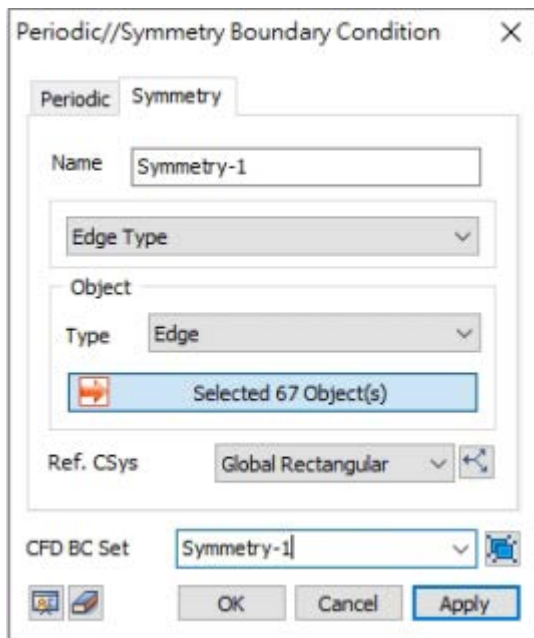 Periodic//Symmetry Boundary Condition
Periodic Symmetry
Name Symmetry-1
Edge Type
Object
Type Edge
Selected 67 Object(s)
Ref. CSys Global Rectangular
CFD BC Set Symmetry-1
OK Cancel Apply